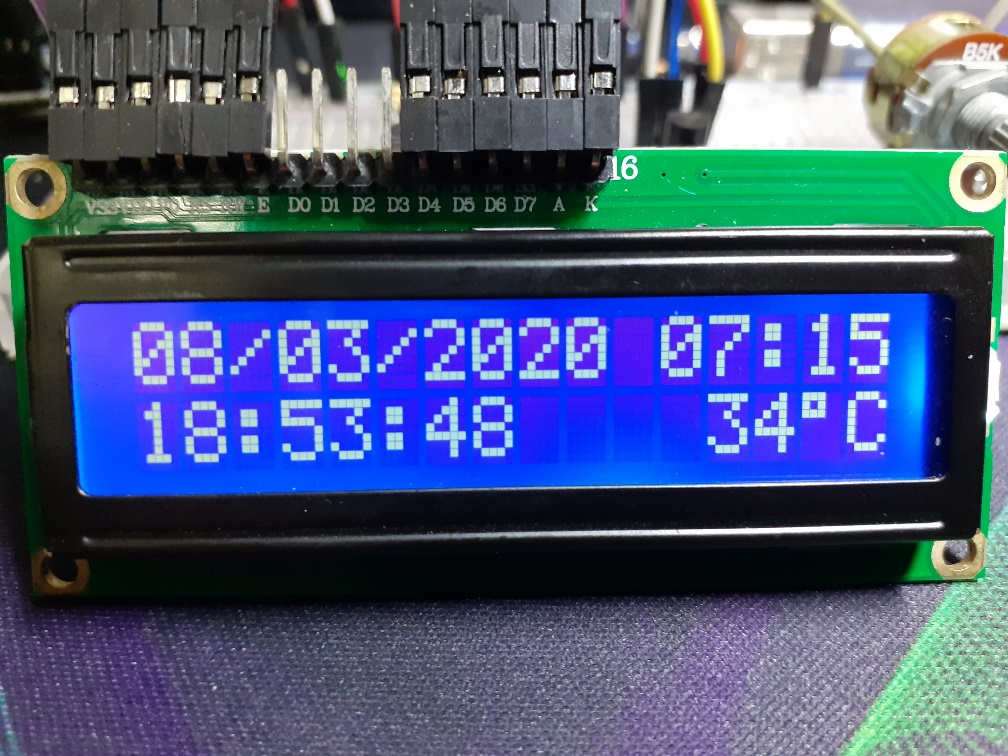 B5K
16
E D0 D1 D2 D3 D4 D5 D6 D7 A K
08/03/2020 07:15
18:53:48 34°C